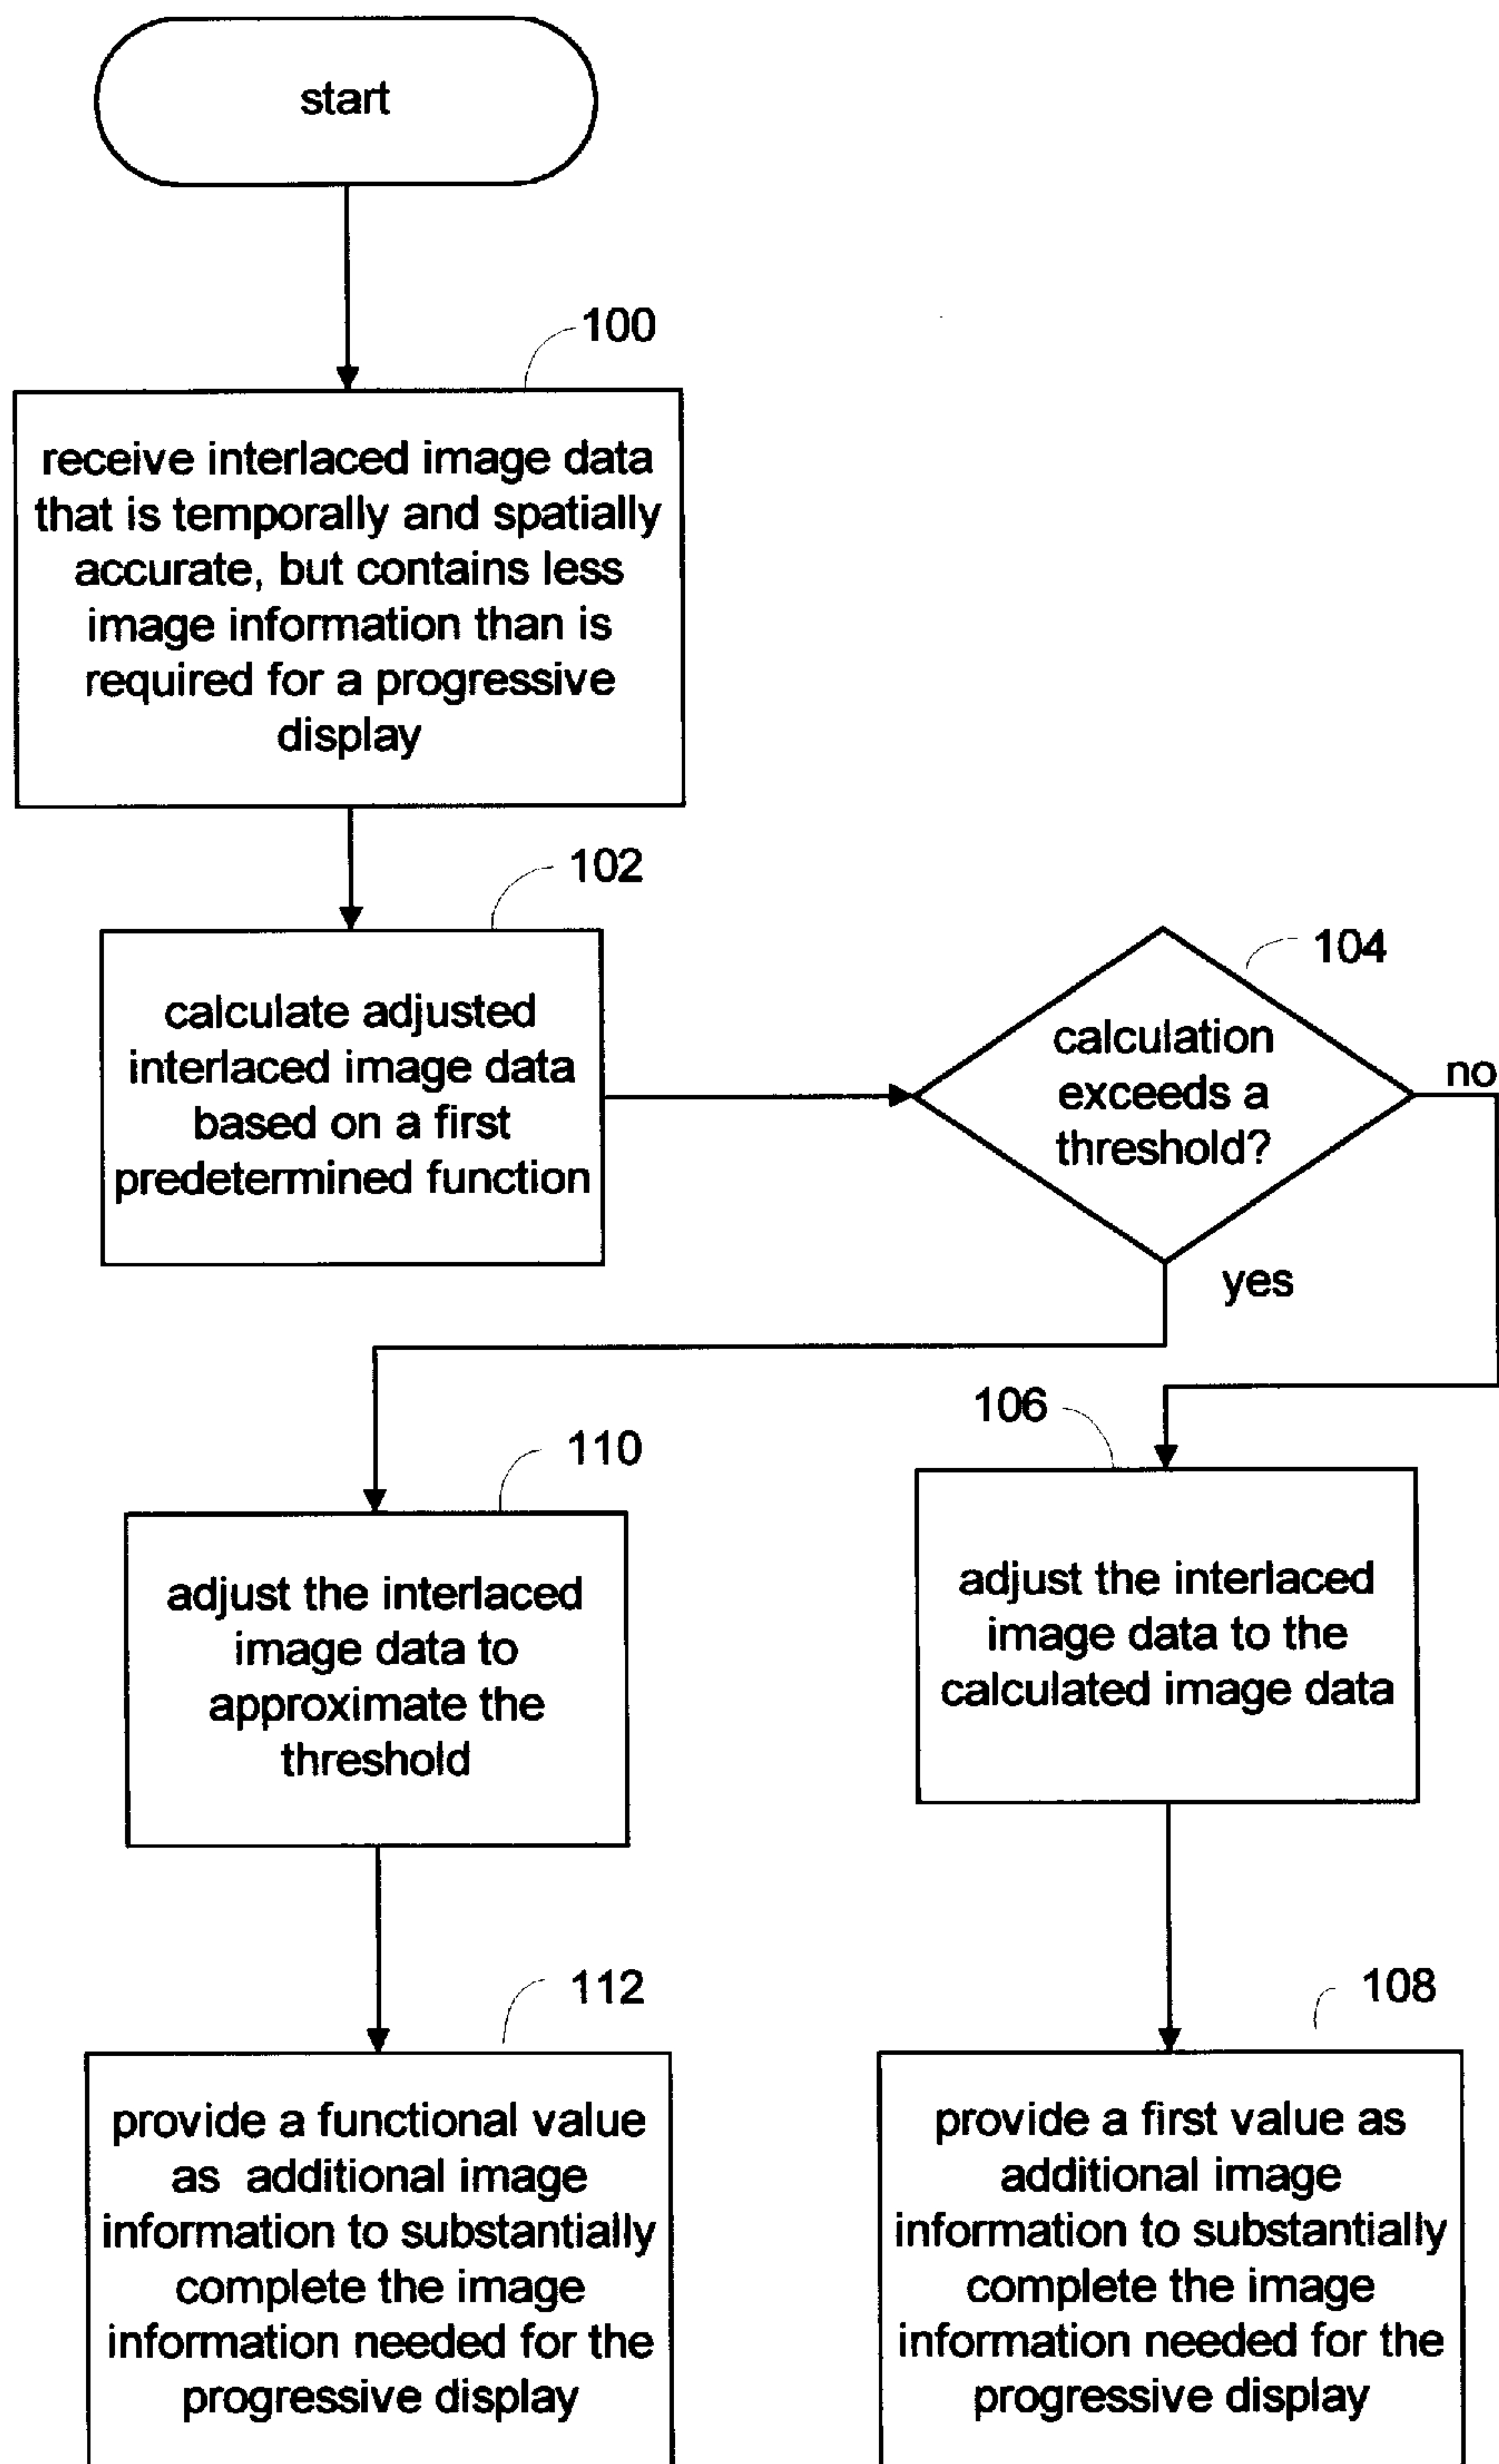 start
100
receive interlaced image data
that is temporally and spatially
accurate, but contains less
image information than is
required for a progressive
display
102
calculate adjusted
interlaced image data
based on a first
predetermined function
104
calculation
exceeds a
threshold?
no
yes
110
adjust the interlaced
image data to
approximate the
threshold
106
adjust the interlaced
image data to the
calculated image data
112
provide a functional value
as additional image
information to substantially
complete the image
information needed for the
progressive display
108
provide a first value as
additional image
information to substantially
complete the image
information needed for the
progressive display